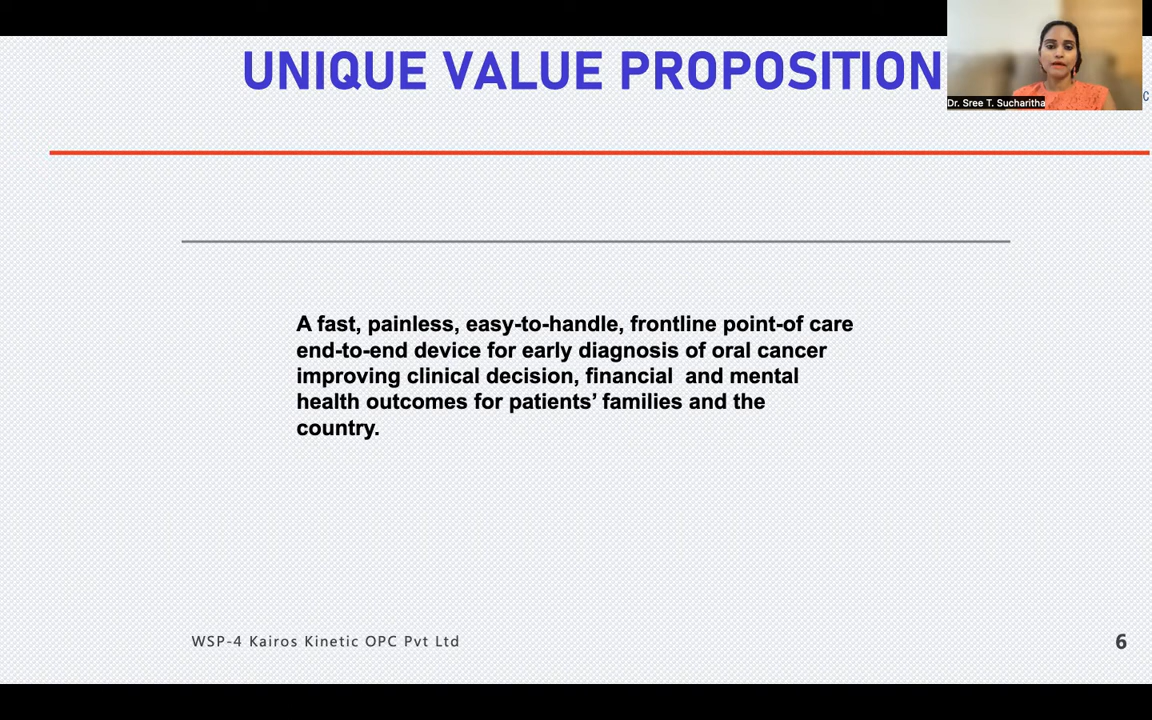 UNIQUE VALUE PROPOSITION
Dr. Sree T. Sucharitha
C
A fast, painless, easy-to-handle, frontline point-of care
end-to-end device for early diagnosis of oral cancer
improving clinical decision, financial  and mental
health outcomes for patients’ families and the
country.
WSP-4 Kairos Kinetic OPC Pvt Ltd
6